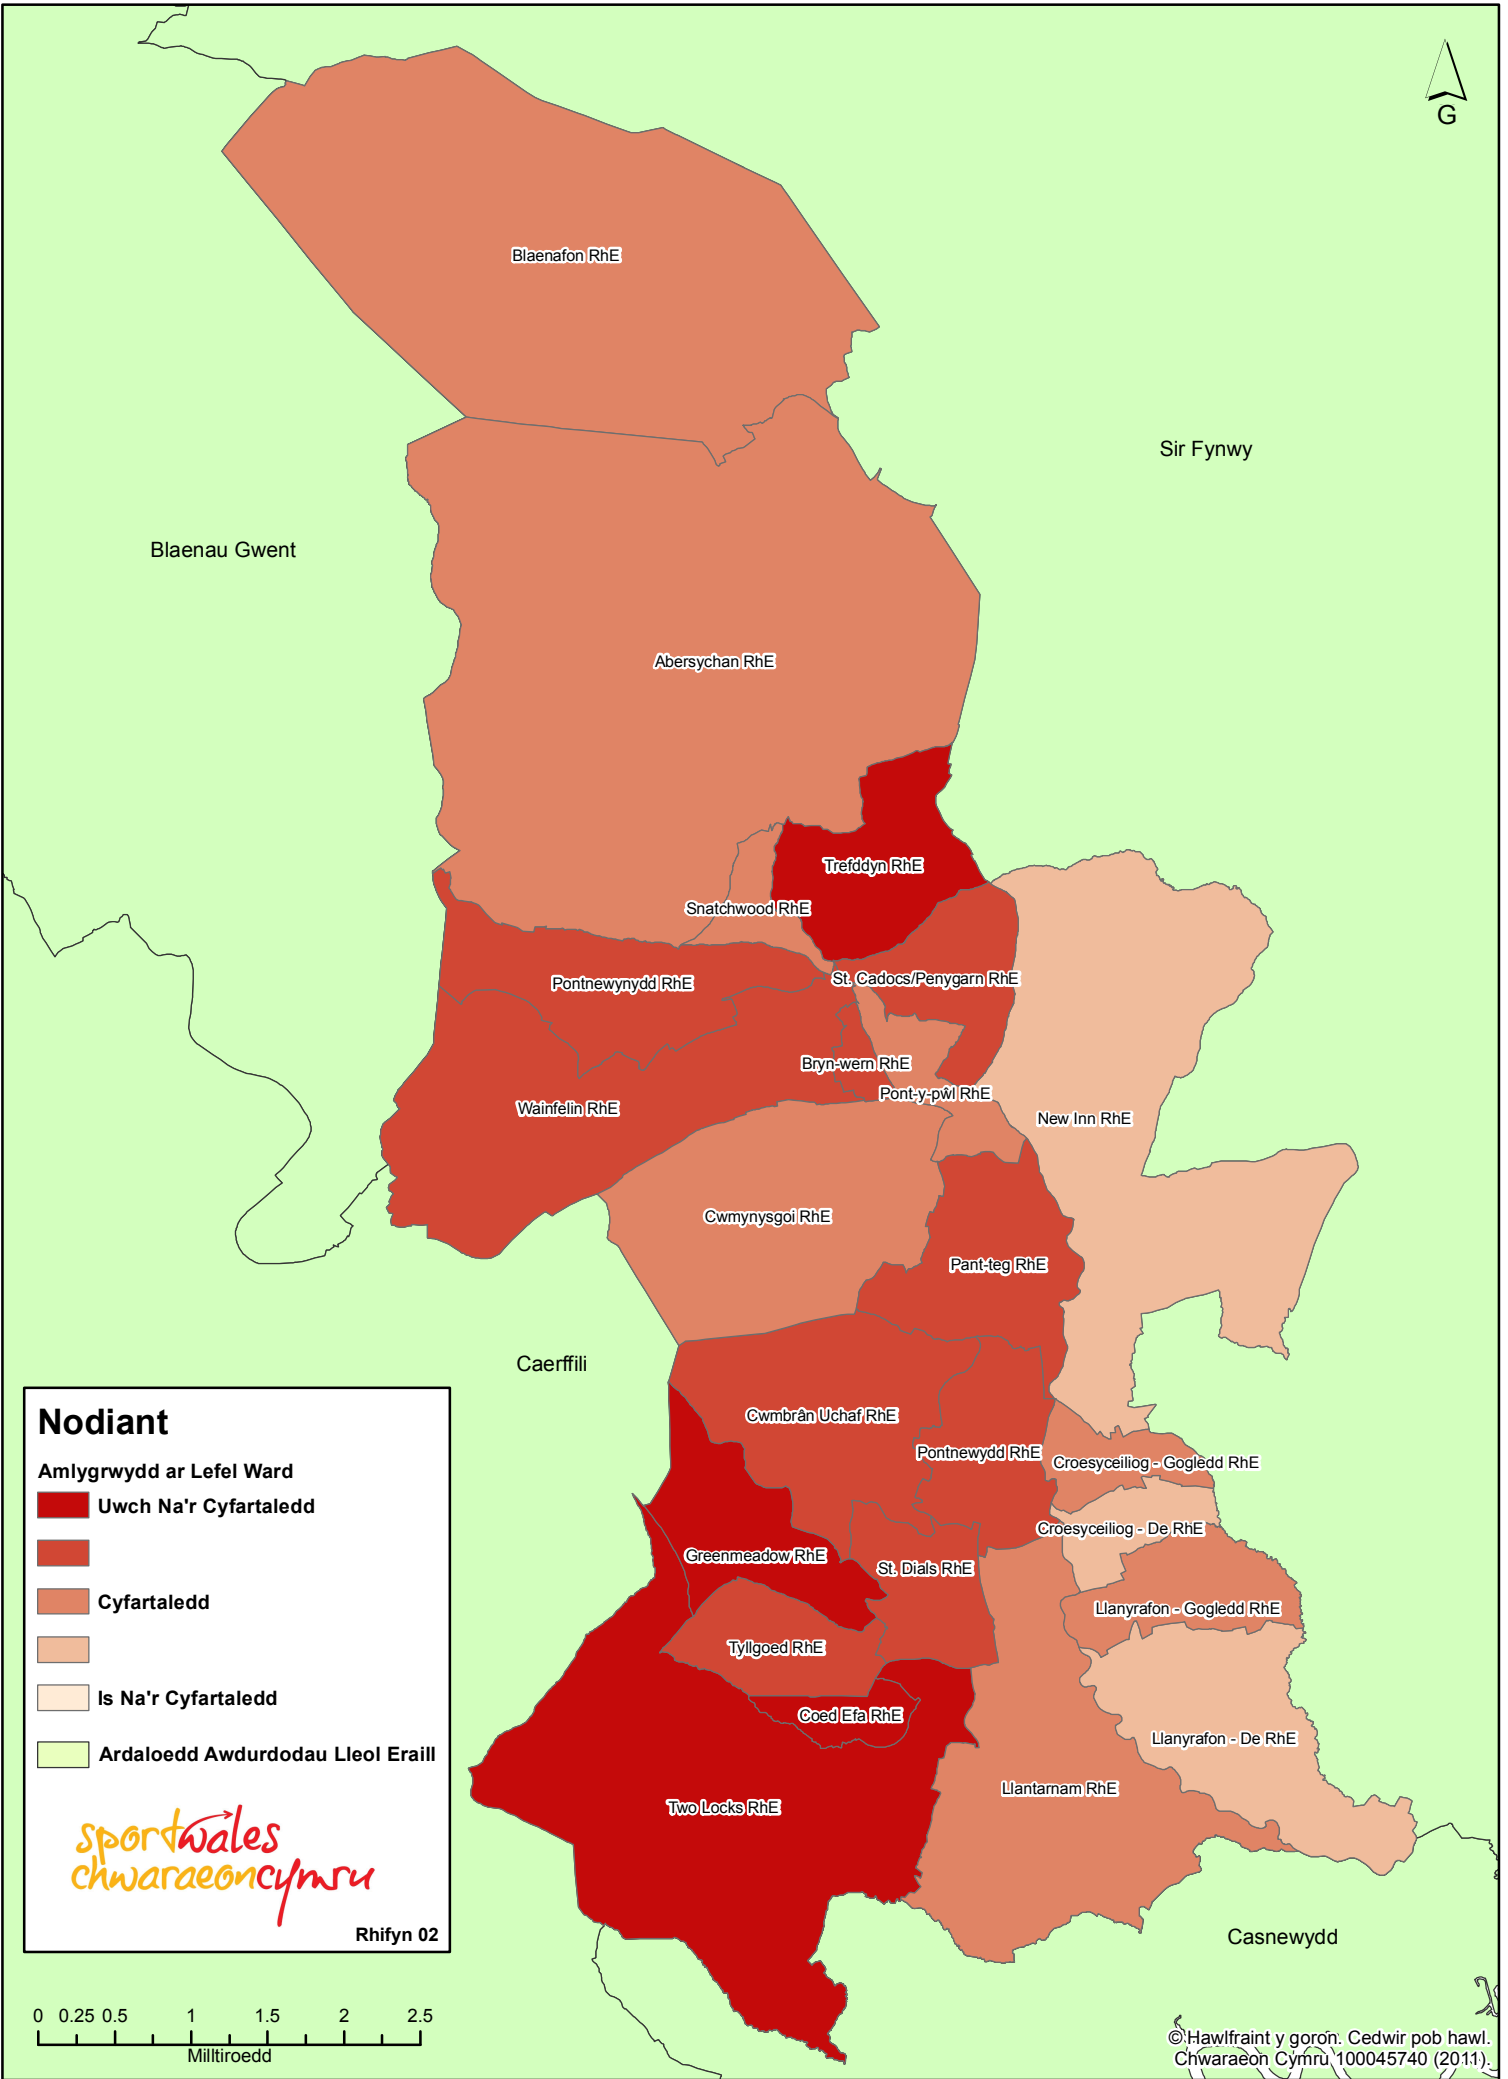 G
Blaenafon RhE
Sir Fynwy
Blaenau Gwent
Abersychan RhE
Trefddyn RhE
Snatchwood RhE
St. Cadocs/Penygarn RhE
Pontnewynydd RhE
Bryn-wern RhE
Pont-y-pŵl RhE
Wainfelin RhE
New Inn RhE
Cwmynysgoi RhE
Pant-teg RhE
Caerffili
Cwmbrân Uchaf RhE
Pontnewydd RhE
Croesyceiliog - Gogledd RhE
Croesyceiliog - De RhE
Greenmeadow RhE
St. Dials RhE
Llanyrafon - Gogledd RhE
Tyllgoed RhE
Coed Efa RhE
Llanyrafon - De RhE
Llantarnam RhE
Two Locks RhE
Casnewydd
Nodiant
Amlygrwydd ar Lefel Ward
Uwch Na'r Cyfartaledd
Cyfartaledd
Is Na'r Cyfartaledd
Ardaloedd Awdurdodau Lleol Eraill
sportwales
chwaraeoncymru
Rhifyn 02
0 0.25 0.5 1 1.5 2 2.5
Milltiroedd
© Hawlfraint y goron. Cedwir pob hawl.
Chwaraeon Cymru 100045740 (2011).